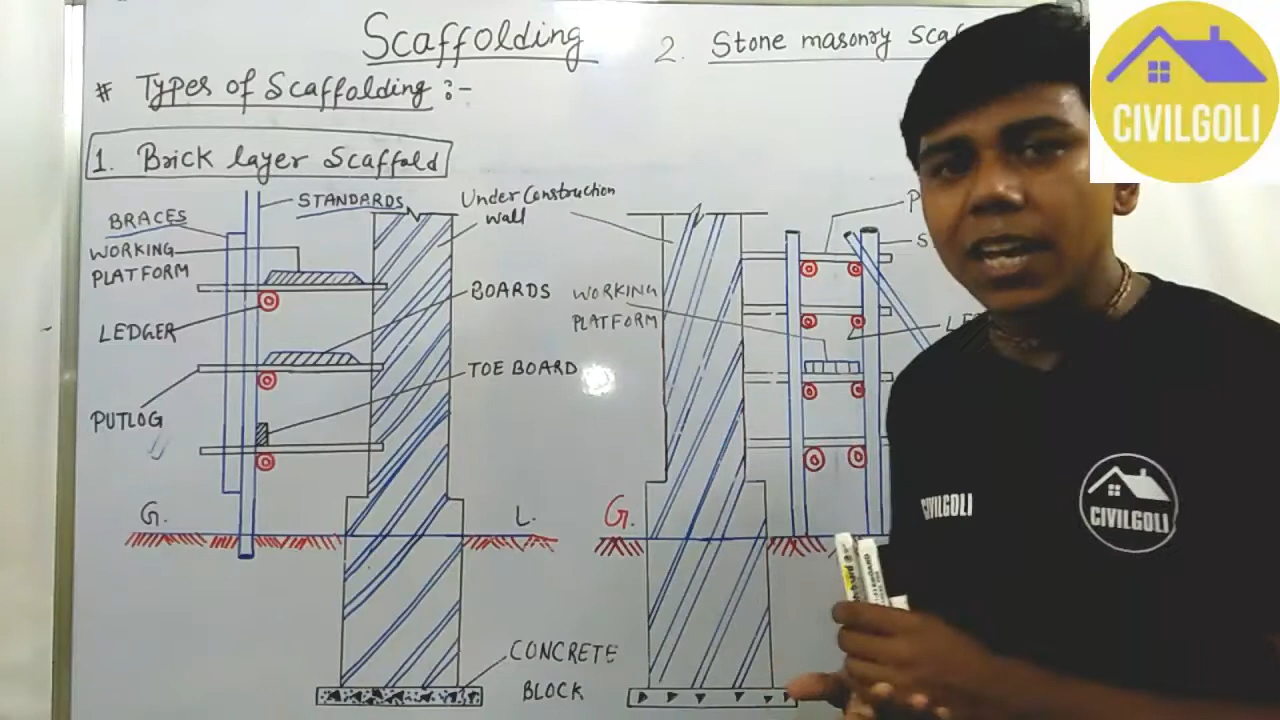 Scaffolding
2. Stone masonry
# Types of Scaffolding :-
1. Brick layer Scaffold
STANDARDS
BRACES
WORKING
PLATFORM
LEDGER
PUTLOG
Under Construction
Wall
BOARDS
TOE BOARD
G.
L.
CONCRETE
BLOCK
WORKING
PLATFORM
G.
CIVILGOLI
CIVILGOLI
CIVILGOLI